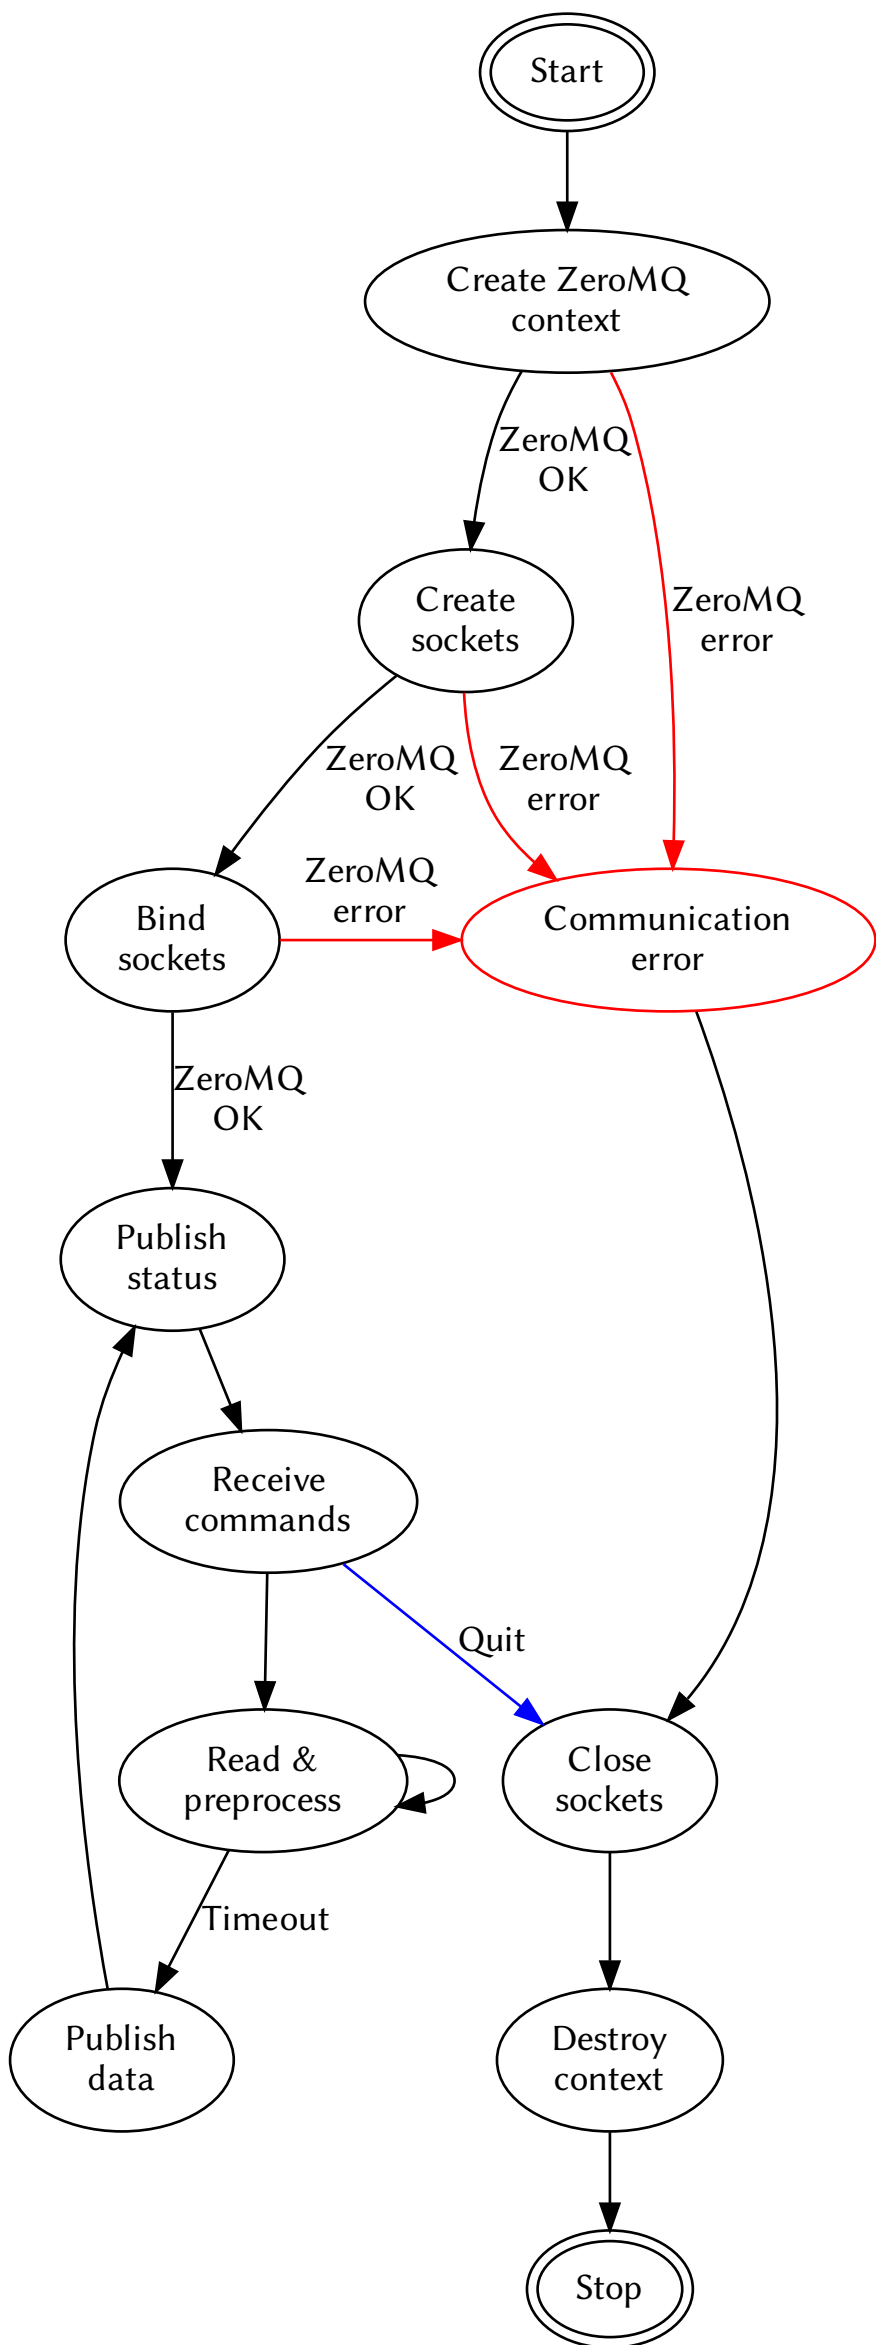 Start
Create ZeroMQ
context
ZeroMQ
OK
ZeroMQ
error
Create
sockets
ZeroMQ
OK
ZeroMQ
error
ZeroMQ
error
Bind
sockets
Communication
error
ZeroMQ
OK
Publish
status
Receive
commands
Quit
Read &
preprocess
Close
sockets
Timeout
Publish
data
Destroy
context
Stop